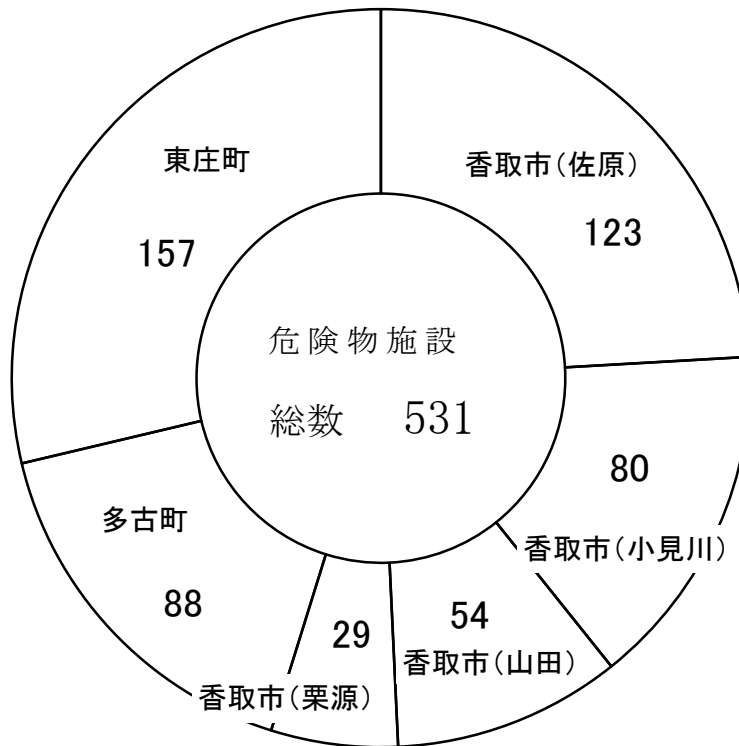 東庄町
157
香取市(佐原)
123
危険物施設
総数 531
80
香取市(小見川)
多古町
88
54
香取市(山田)
29
香取市(栗源)